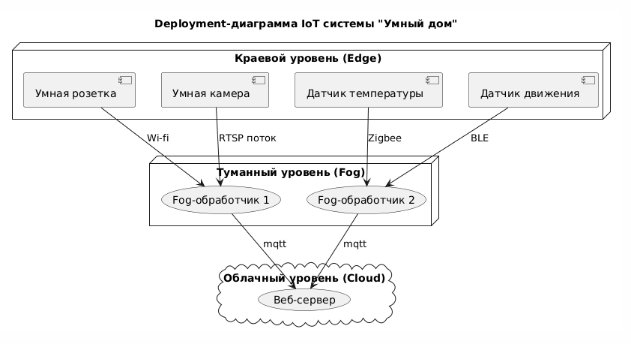 Deployment-диаграмма IoT системы "Умный дом"
Краевой уровень (Edge)
Умная розетка
Умная камера
Датчик температуры
Датчик движения
Wi-fi
RTSP поток
Zigbee
BLE
Туманный уровень (Fog)
Fog-обработчик 1
Fog-обработчик 2
mqtt
mqtt
Облачный уровень (Cloud)
Веб-сервер